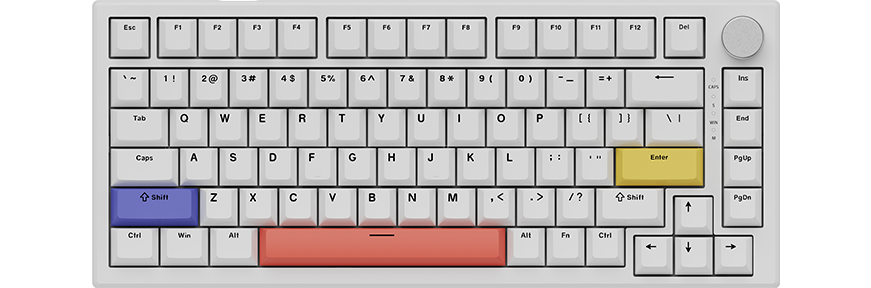 Esc F1 F2 F3 F4 F5 F6 F7 F8 F9 F10 F11 F12 Del
` ~ 1 ! 2 @ 3 # 4 $ 5 % 6 ^ 7 & 8 * 9 ( 0 ) - _ = + ← Ins
Tab Q W E R T Y U I O P [ { ] } \ | End
Caps A S D F G H J K L ; : ' " Enter PgUp
⇧ Shift Z X C V B N M , < . > / ? ⇧ Shift ↑ PgDn
Ctrl Win Alt — Alt Fn Ctrl ← ↓ →
CAPS
S
WIN
M